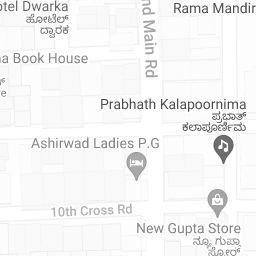 otel Dwarka
ಹೋಟೆಲ್
ದ್ವಾರಕ
Rama Mandir
nd Main Rd
a Book House
Prabhath Kalapoornima
ಪ್ರಭಾತ್
ಕಲಾಪೂರ್ಣಿಮ
Ashirwad Ladies P.G
10th Cross Rd
New Gupta Store
ನ್ಯೂ ಗುಪ್ತಾ
ಸ್ಟೋರ್